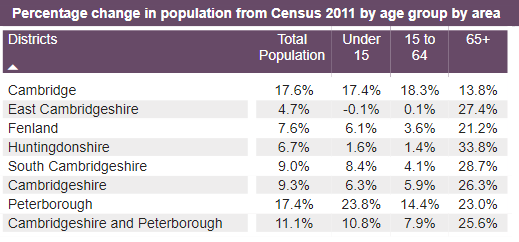 Percentage change in population from Census 2011 by age group by area
Districts Total Population Under 15 15 to 64 65+
Cambridge 17.6% 17.4% 18.3% 13.8%
East Cambridgeshire 4.7% -0.1% 0.1% 27.4%
Fenland 7.6% 6.1% 3.6% 21.2%
Huntingdonshire 6.7% 1.6% 1.4% 33.8%
South Cambridgeshire 9.0% 8.4% 4.1% 28.7%
Cambridgeshire 9.3% 6.3% 5.9% 26.3%
Peterborough 17.4% 23.8% 14.4% 23.0%
Cambridgeshire and Peterborough 11.1% 10.8% 7.9% 25.6%